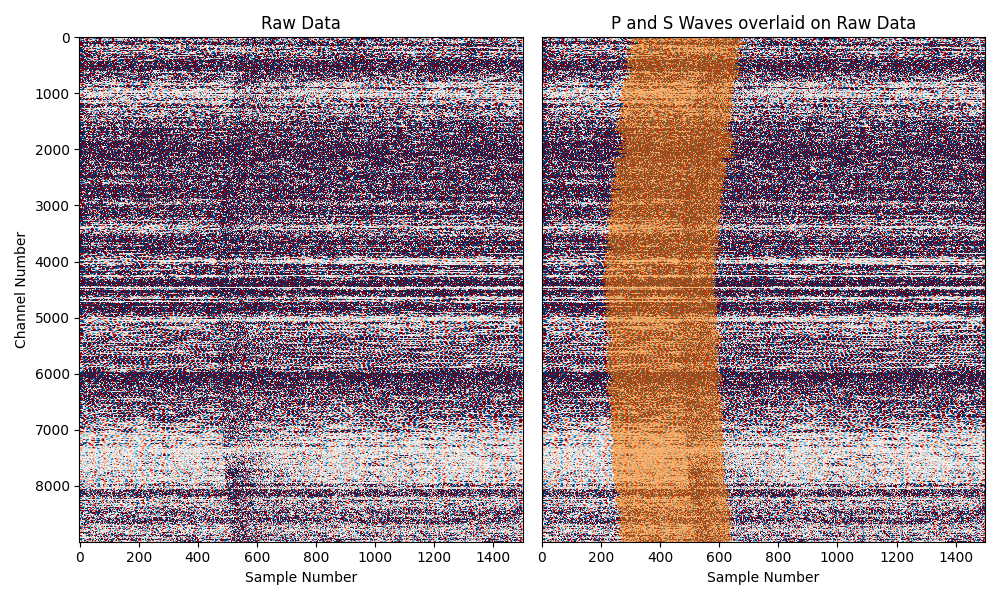 Raw Data
P and S Waves overlaid on Raw Data
Channel Number
0
1000
2000
3000
4000
5000
6000
7000
8000
0 200 400 600 800 1000 1200 1400
0 200 400 600 800 1000 1200 1400
Sample Number
Sample Number